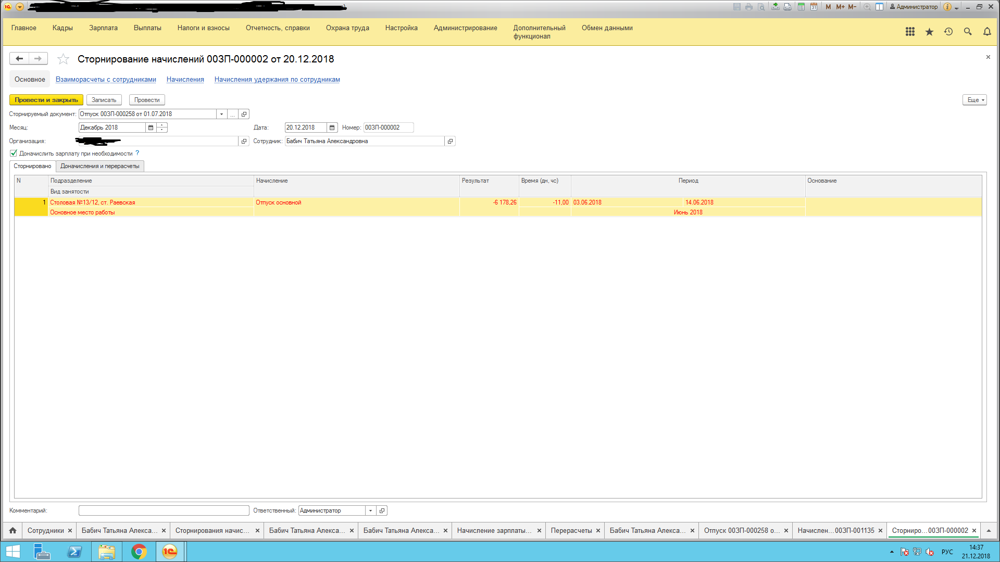 М М+ М- Администратор
Главное Кадры Зарплата Выплаты Налоги и взносы Отчетность, справки Охрана труда Настройка Администрирование Дополнительный функционал Обмен данными
Сторнирование начислений 00ЗП-000002 от 20.12.2018
Основное Взаиморасчеты с сотрудниками Начисления Начисления удержания по сотрудникам
Провести и закрыть Записать Провести Еще
Сторнируемый документ: Отпуск 00ЗП-000258 от 01.07.2018 ...
Месяц: Декабрь 2018 Дата: 20.12.2018 Номер: 00ЗП-000002
Организация: Сотрудник: Бабич Татьяна Александровна
Доначислить зарплату при необходимости ?
Сторнировано Доначисления и перерасчеты
N Подразделение Начисление Результат Время (дн, чс) Период Основание
Вид занятости
1 Столовая №13/12, ст. Раевская Отпуск основной -6 178,26 -11,00 03.06.2018 14.06.2018
Основное место работы Июнь 2018
Комментарий: Ответственный: Администратор
Сотрудники Бабич Татьяна Алекса... Сторнирования начис... Бабич Татьяна Алекса... Бабич Татьяна Алекса... Начисление зарплаты... Перерасчеты Бабич Татьяна Алекса... Отпуск 00ЗП-000258 о... Начислен...00ЗП-001135 Сторниро...00ЗП-000002
РУС 14:37
21.12.2018